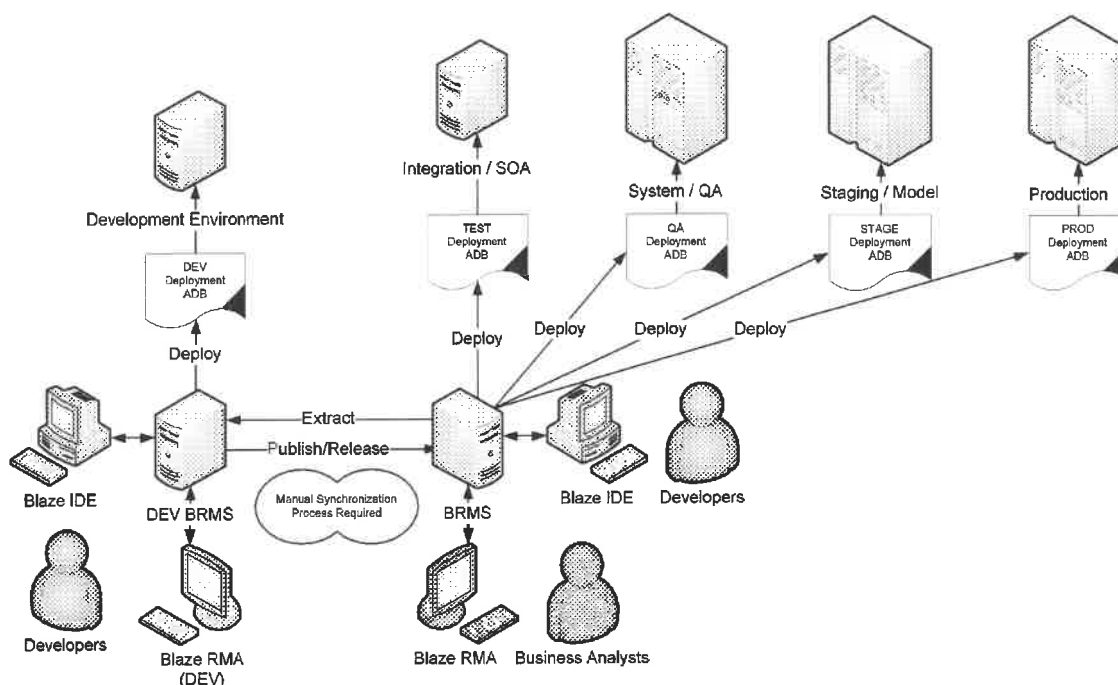 Integration / SOA
System / QA
Staging / Model
Production
Development Environment
TEST
Deployment
ADB
QA
Deployment
ADB
STAGE
Deployment
ADB
PROD
Deployment
ADB
DEV
Deployment
ADB
Deploy
Deploy
Deploy
Deploy
Deploy
Extract
Publish/Release
Blaze IDE
DEV BRMS
Manual Synchronization
Process Required
BRMS
Blaze IDE
Developers
Developers
Blaze RMA
(DEV)
Blaze RMA
Business Analysts